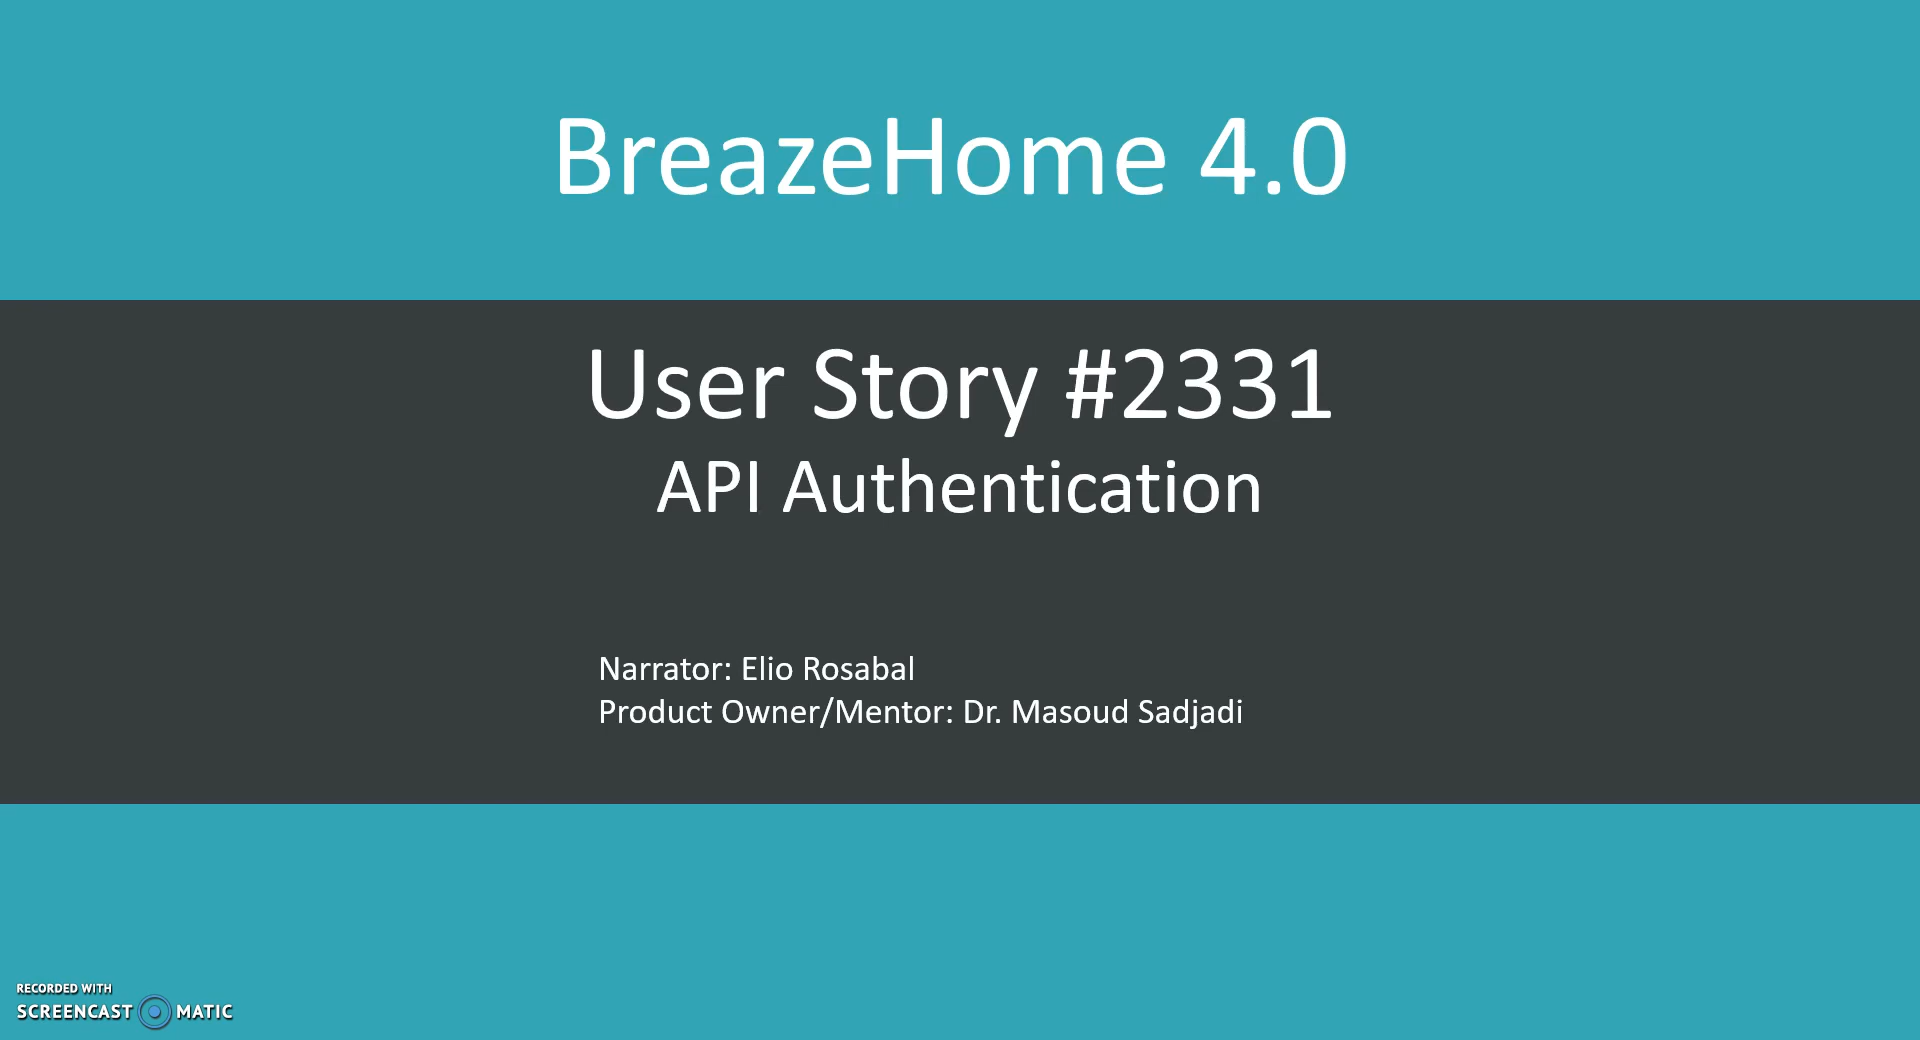 BreazeHome 4.0
User Story #2331
API Authentication
Narrator: Elio Rosabal
Product Owner/Mentor: Dr. Masoud Sadjadi
RECORDED WITH
SCREENCAST MATIC